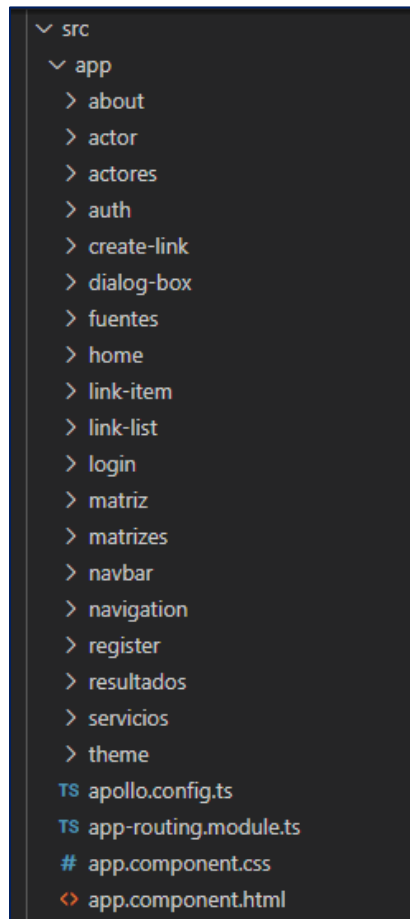 src
app
about
actor
actores
auth
create-link
dialog-box
fuentes
home
link-item
link-list
login
matriz
matrizes
navbar
navigation
register
resultados
servicios
theme
TS apollo.config.ts
TS app-routing.module.ts
# app.component.css
<> app.component.html